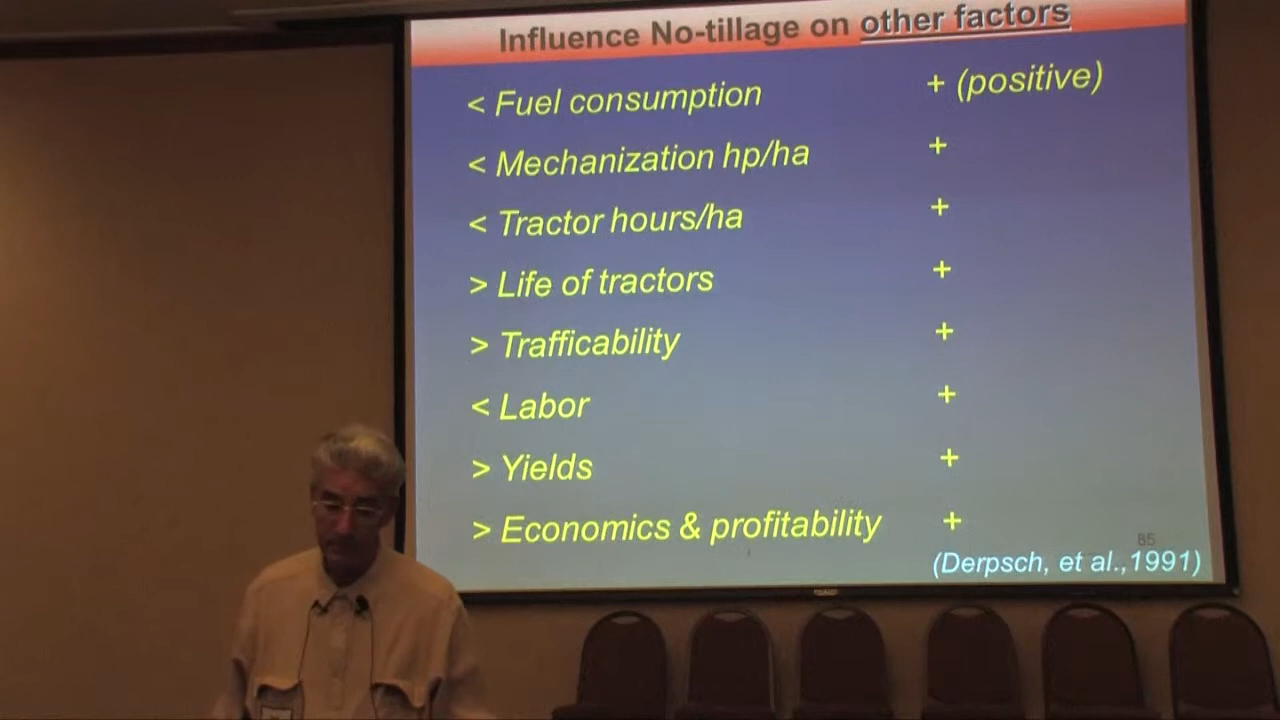 Influence No-tillage on other factors
< Fuel consumption + (positive)
< Mechanization hp/ha +
< Tractor hours/ha +
> Life of tractors +
> Trafficability +
< Labor +
> Yields +
> Economics & profitability +
85
(Derpsch, et al.,1991)